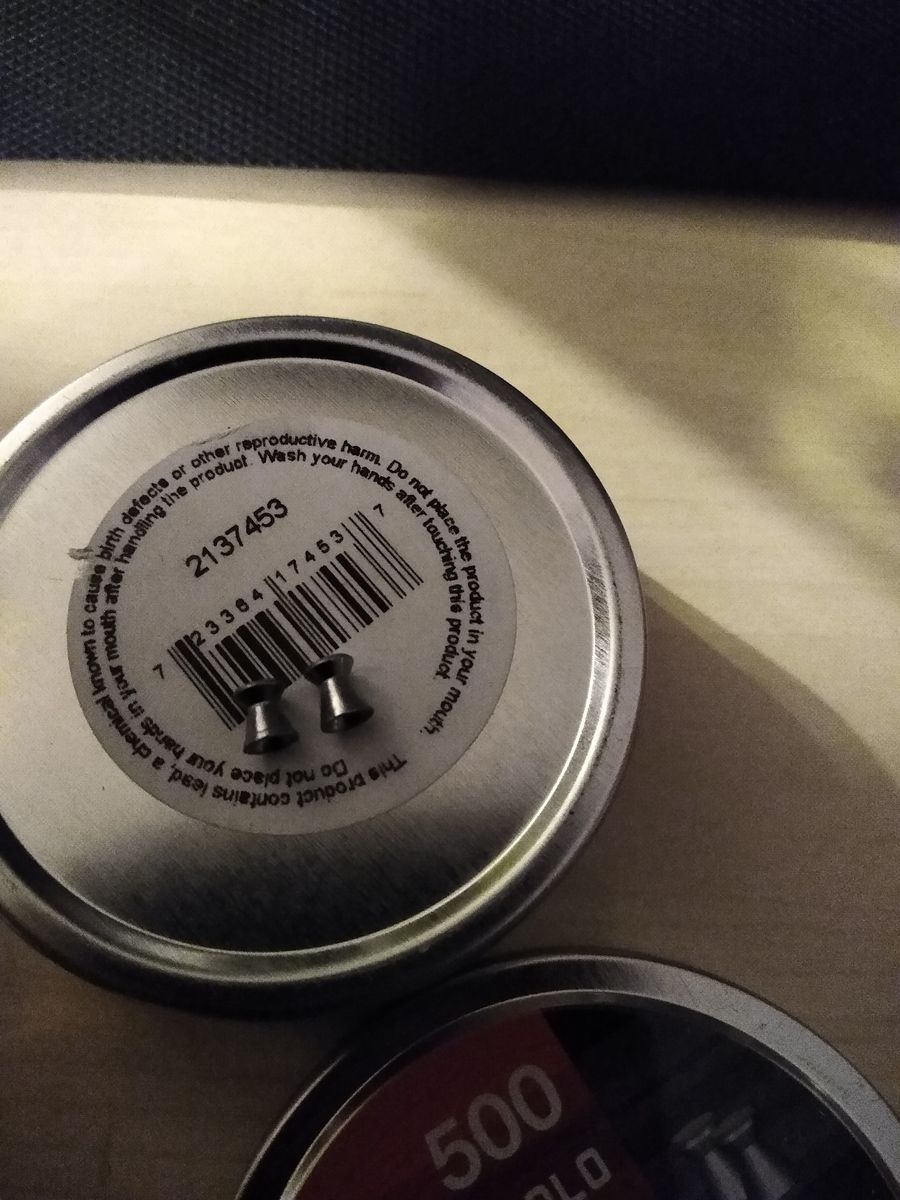 This product contains lead, a chemical known to cause birth defects or other reproductive harm. Do not place the product in your mouth.
Do not place your hands in your mouth after handling the product. Wash your hands after touching this product.
2137453
7 23364 17453 7
500